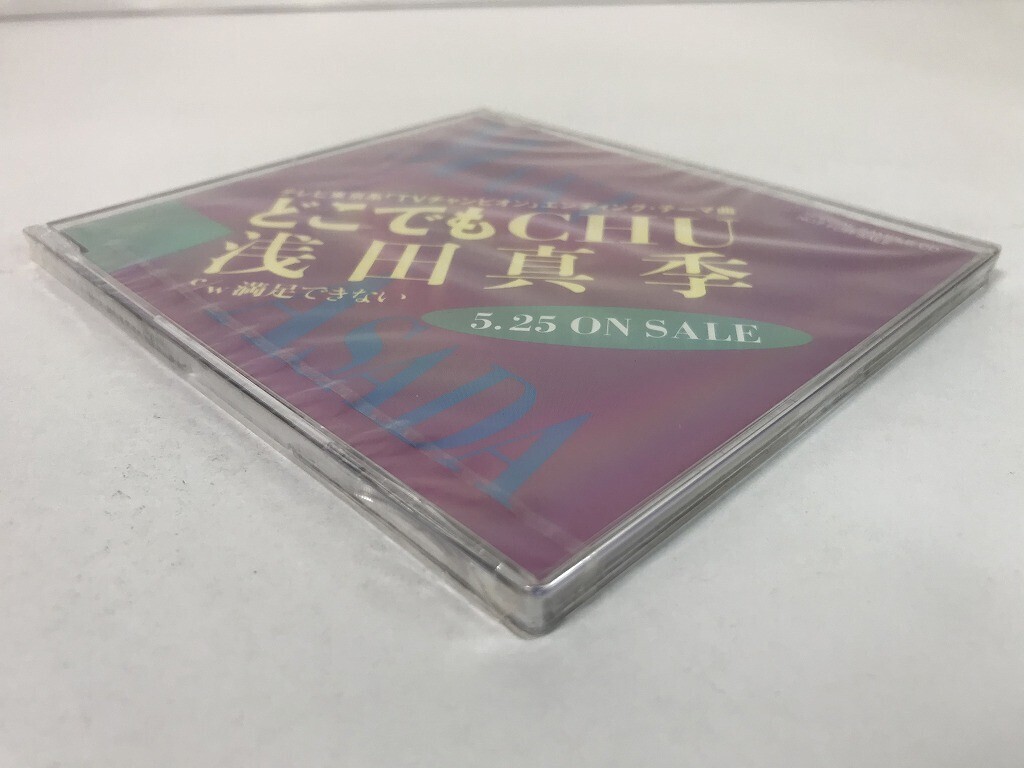 テレビ東京系「TVチャンピオン」エンディング・テーマ曲
どこでもCHU
浅田真季
c/w 満足できない
5.25 ON SALE
ASADA